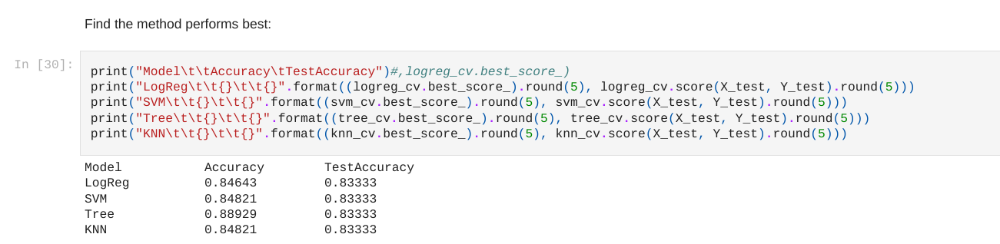 Find the method performs best:
In [30]:
print("Model\t\tAccuracy\tTestAccuracy")#,logreg_cv.best_score_)
print("LogReg\t\t{}\t\t{}".format((logreg_cv.best_score_).round(5), logreg_cv.score(X_test, Y_test).round(5)))
print("SVM\t\t{}\t\t{}".format((svm_cv.best_score_).round(5), svm_cv.score(X_test, Y_test).round(5)))
print("Tree\t\t{}\t\t{}".format((tree_cv.best_score_).round(5), tree_cv.score(X_test, Y_test).round(5)))
print("KNN\t\t{}\t\t{}".format((knn_cv.best_score_).round(5), knn_cv.score(X_test, Y_test).round(5)))
Model Accuracy TestAccuracy
LogReg 0.84643 0.83333
SVM 0.84821 0.83333
Tree 0.88929 0.83333
KNN 0.84821 0.83333